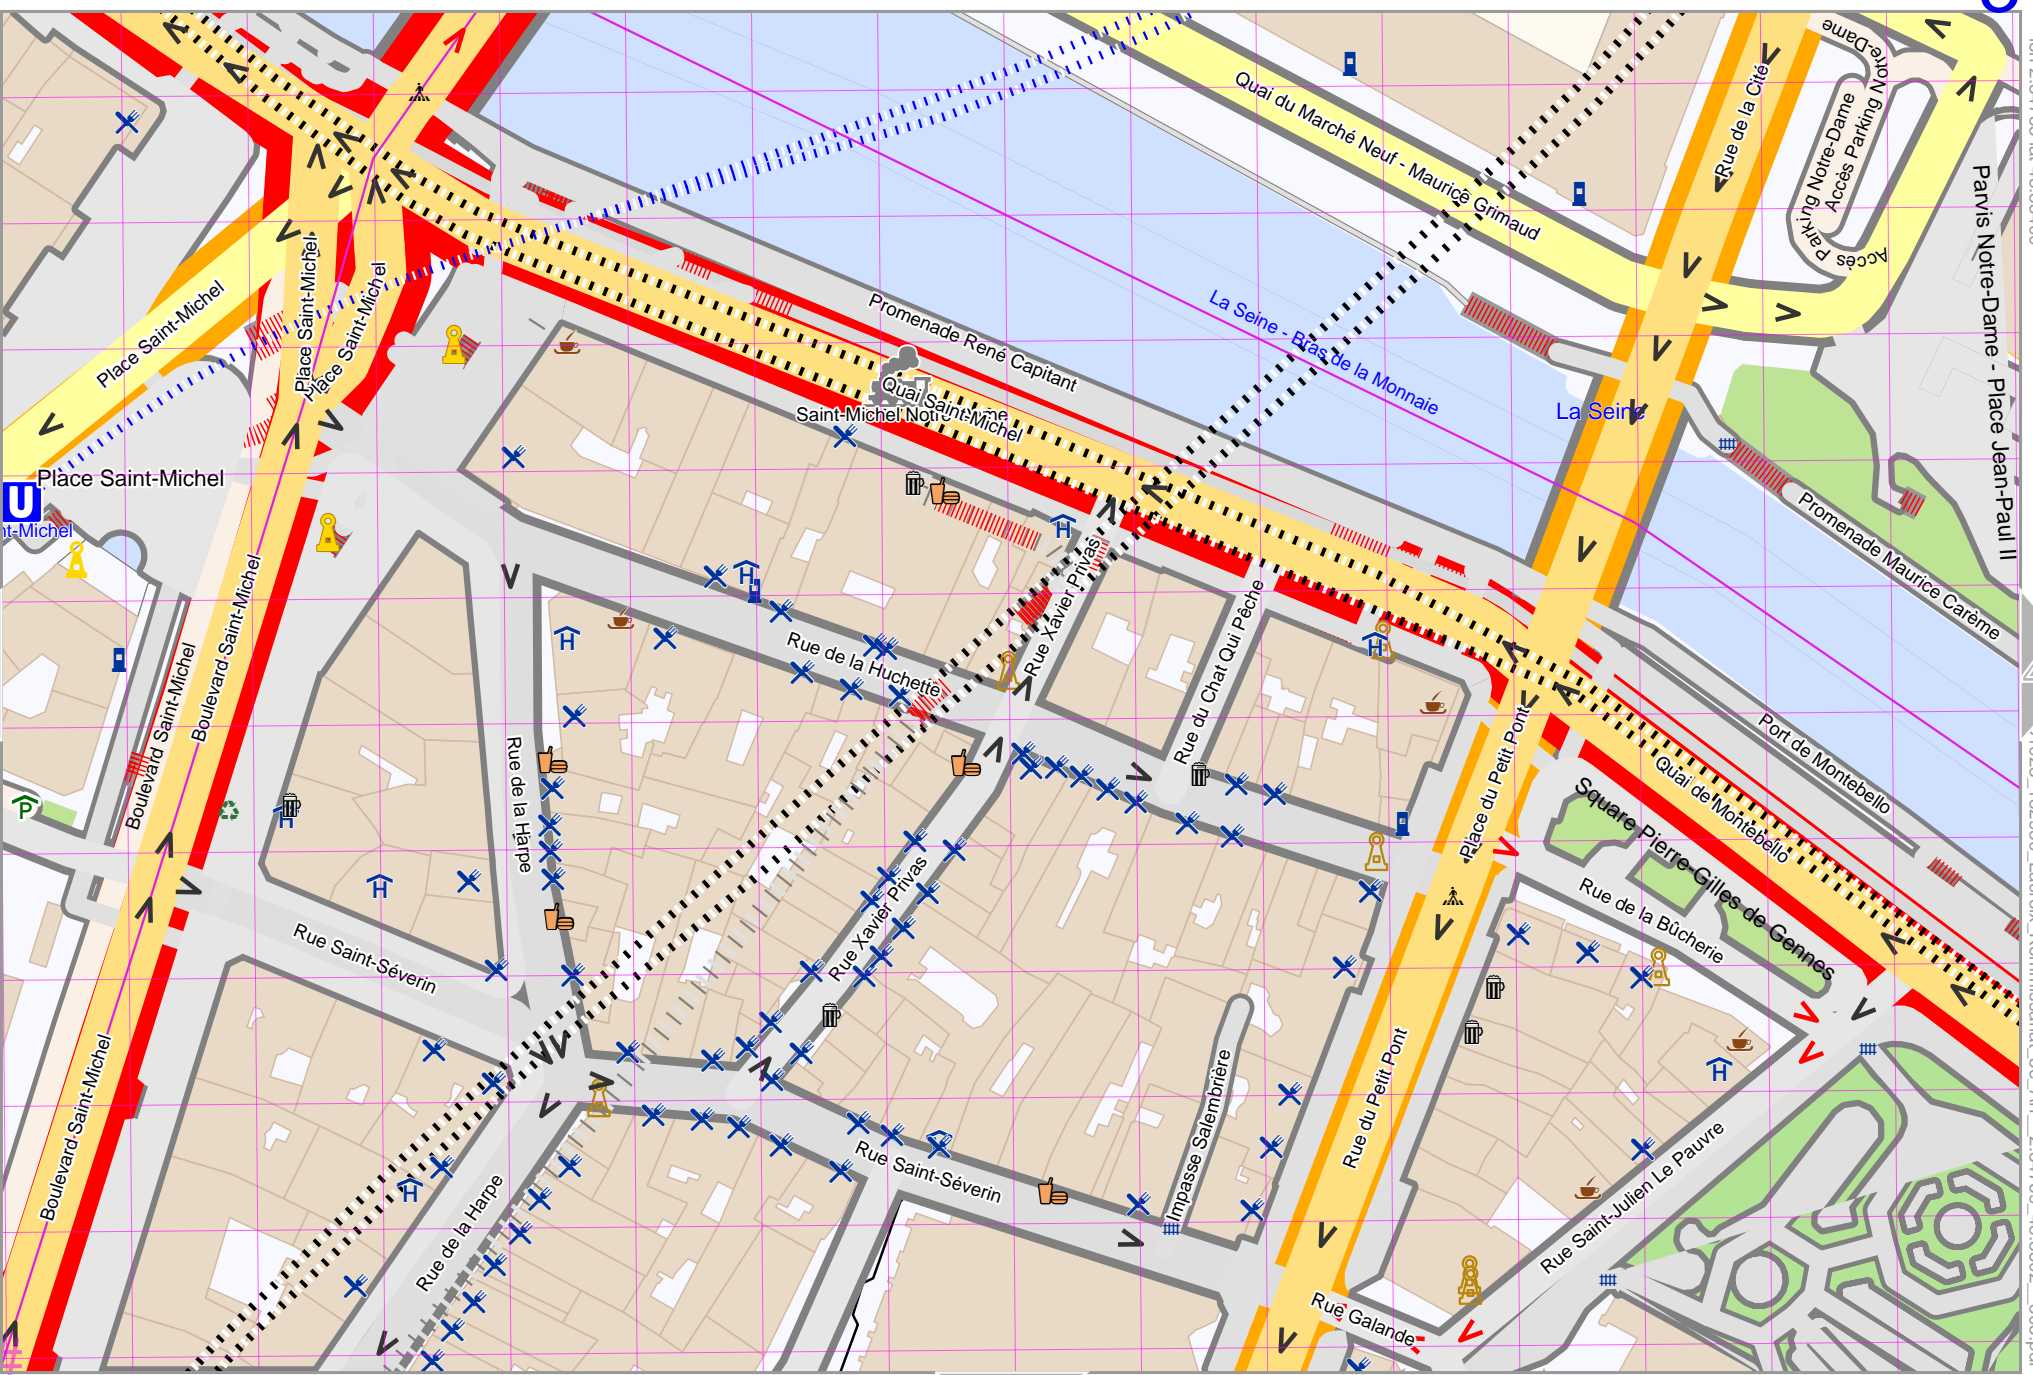 Rue de la Cité
Accès Parking Notre-Dame
Accès Parking Notre-Dame
Quai du Marché Neuf - Maurice Grimaud
Parvis Notre-Dame - Place Jean-Paul II
Place Saint-Michel
Place Saint-Michel
Place Saint-Michel
Promenade René Capitant
La Seine - Bras de la Monnaie
Quai Saint-Michel
La Seine
Place Saint-Michel
U
nt-Michel
Promenade Maurice Carème
Boulevard Saint-Michel
Boulevard Saint-Michel
Rue Xavier Privas
Rue du Chat Qui Pêche
Rue de la Huchette
Rue de la Harpe
Place du Petit Pont
Port de Montebello
Quai de Montebello
Square Pierre-Gilles de Gennes
P
Rue de la Bûcherie
Rue Xavier Privas
Rue Saint-Séverin
Boulevard Saint-Michel
Rue du Petit Pont
Impasse Salembrière
Rue Saint-Séverin
Rue de la Harpe
Rue Saint-Julien Le Pauvre
Rue Galande